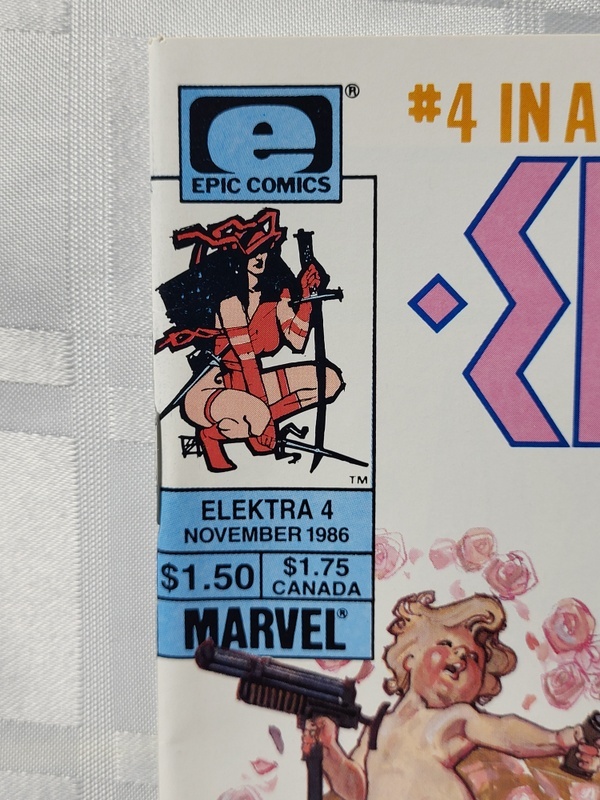 e ®
EPIC COMICS
#4 IN A
TM
ELEKTRA 4
NOVEMBER 1986
$1.50
$1.75
CANADA
MARVEL®